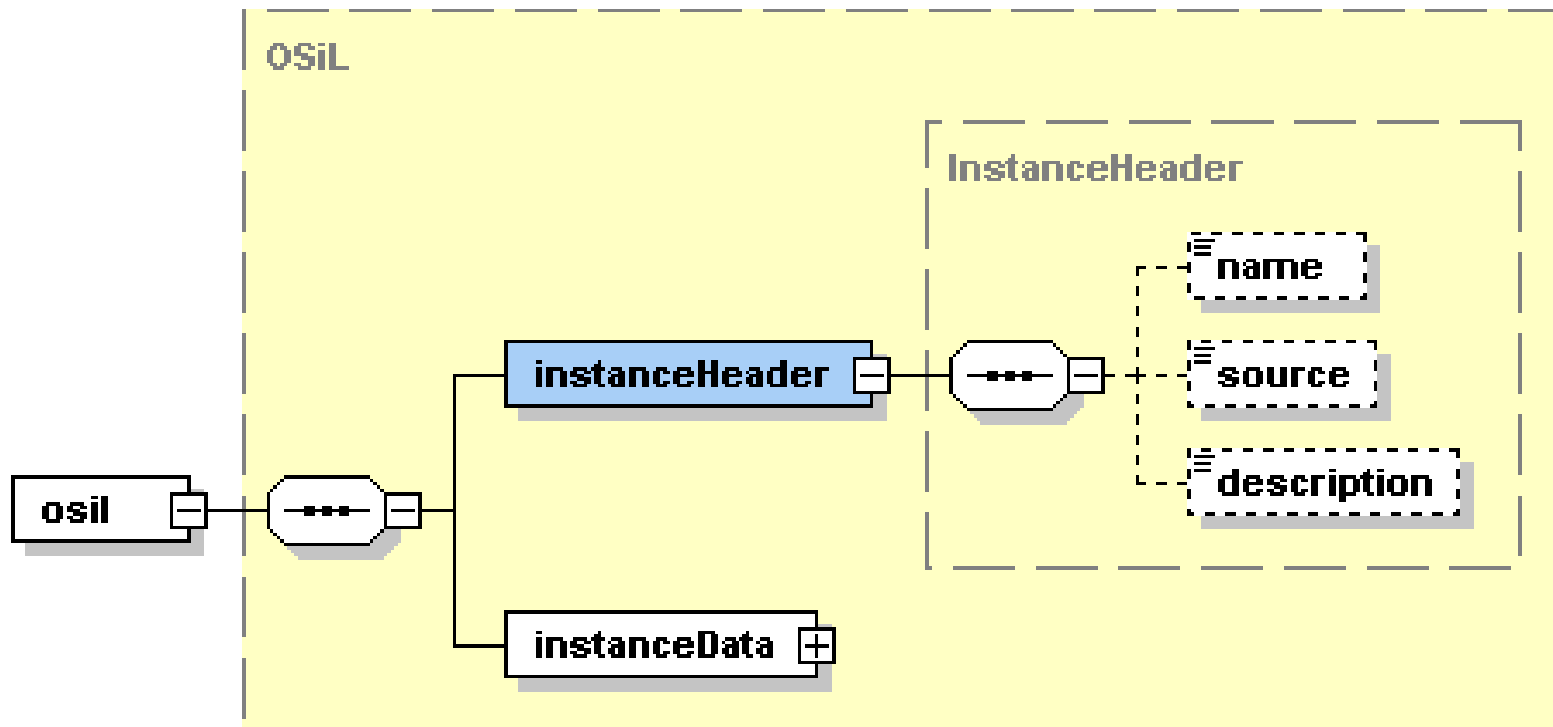 OSiL
InstanceHeader
name
instanceHeader
source
description
osil
instanceData